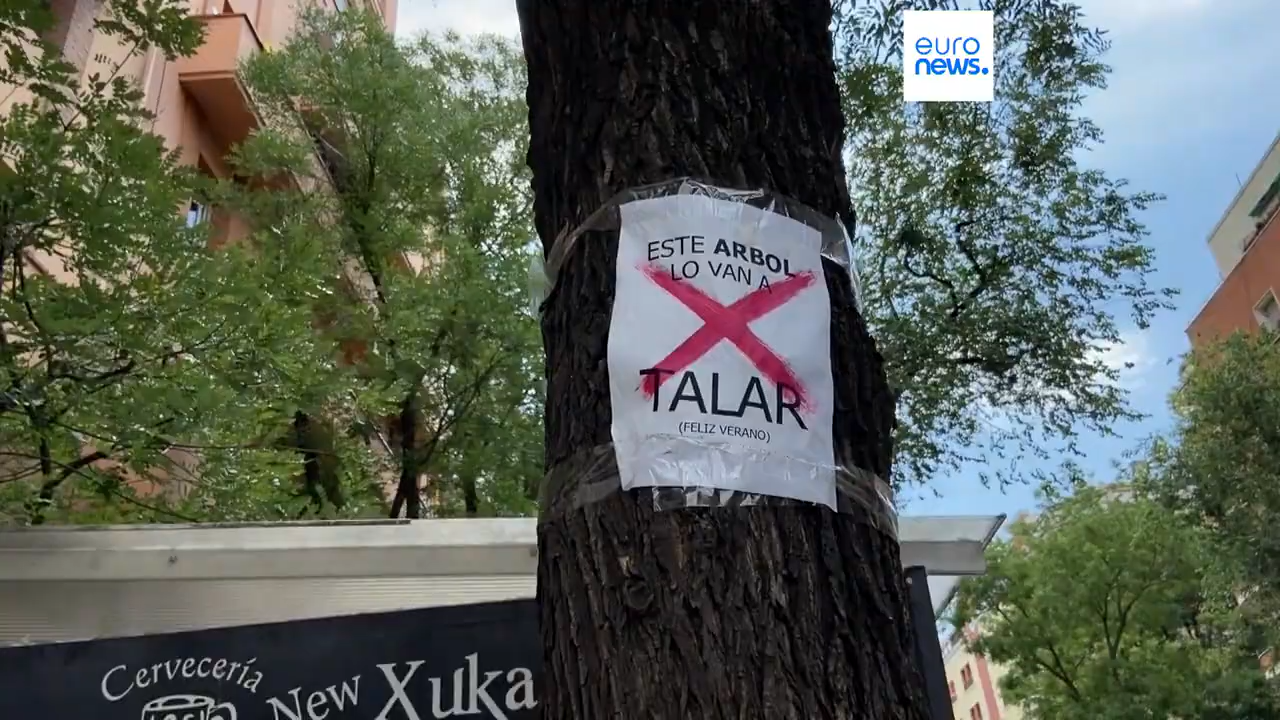 euro
news.
ESTE ARBOL
LO VAN A
TALAR
(FELIZ VERANO)
Cervecería
New Xuka